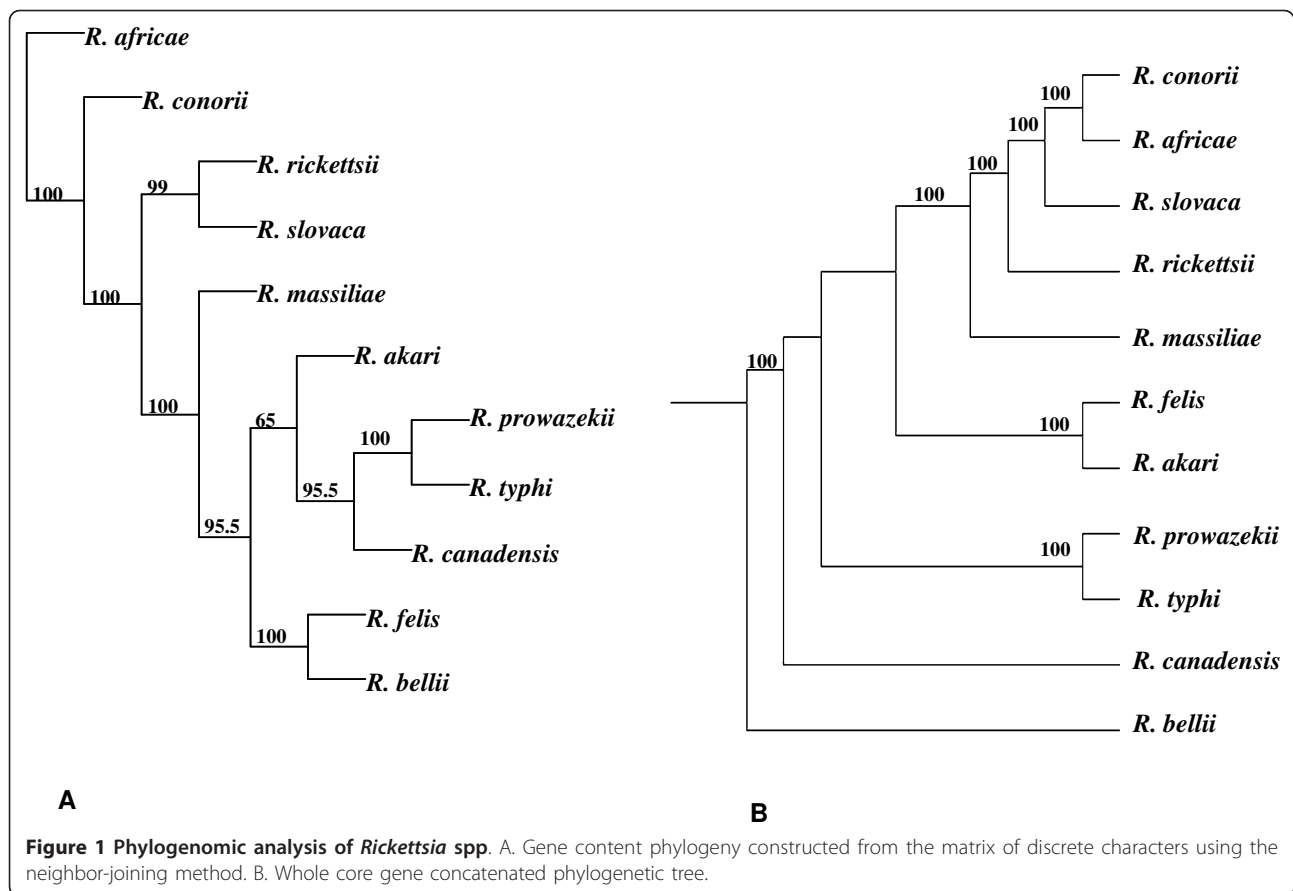 R. africae
R. conorii
R. rickettsii
R. slovaca
R. massiliae
R. akari
R. prowazekii
R. typhi
R. canadensis
R. felis
R. bellii
100
99
100
100
65
100
95.5
95.5
100
A
R. conorii
R. africae
R. slovaca
R. rickettsii
R. massiliae
R. felis
R. akari
R. prowazekii
R. typhi
R. canadensis
R. bellii
100
100
100
100
100
100
100
B
Figure 1 Phylogenomic analysis of Rickettsia spp. A. Gene content phylogeny constructed from the matrix of discrete characters using the
neighbor-joining method. B. Whole core gene concatenated phylogenetic tree.